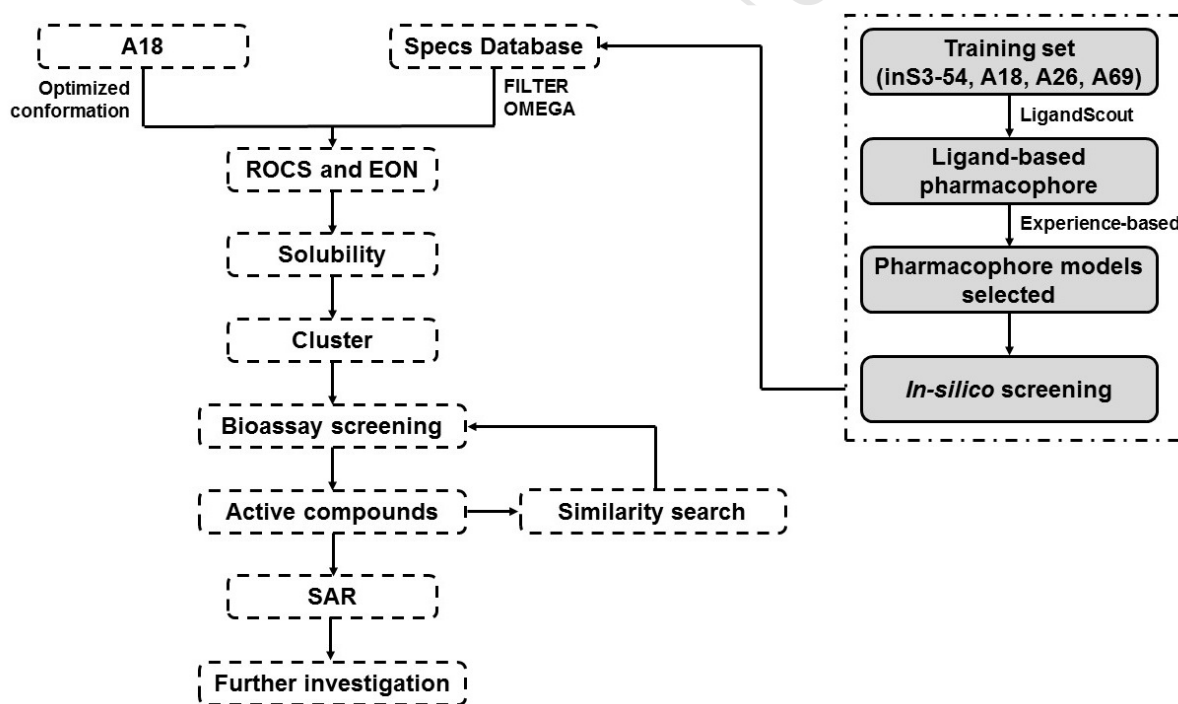 A18
Specs Database
Optimized
conformation
FILTER
OMEGA
ROCS and EON
Solubility
Cluster
Bioassay screening
Active compounds
Similarity search
SAR
Further investigation
Training set
(inS3-54, A18, A26, A69)
LigandScout
Ligand-based
pharmacophore
Experience-based
Pharmacophore models
selected
In-silico screening